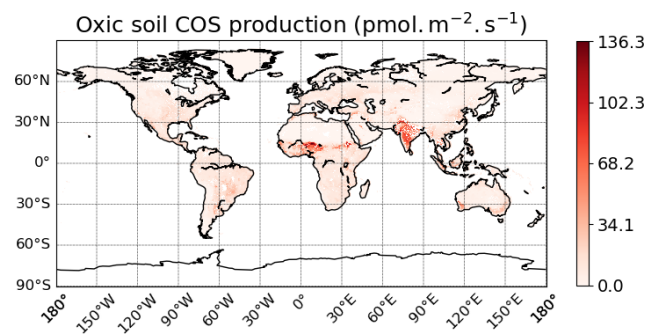 Oxic soil COS production (pmol.m⁻².s⁻¹)
136.3
102.3
68.2
34.1
0.0
60°N
30°N
0°
30°S
60°S
90°S
180°
150°W
120°W
90°W
60°W
30°W
0°
30°E
60°E
90°E
120°E
150°E
180°